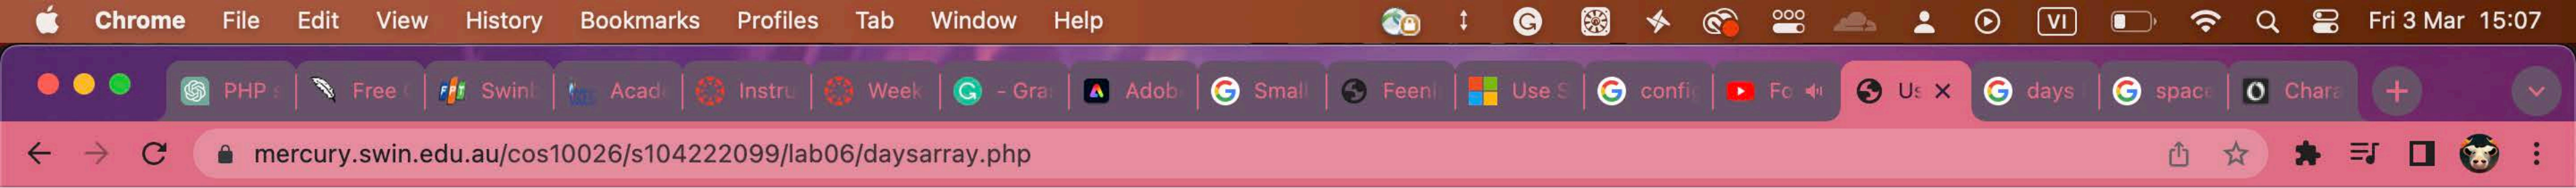 Chrome File Edit View History Bookmarks Profiles Tab Window Help VI Fri 3 Mar 15:07
PHP Free Swin Acad Instru Week - Gra Adob Small Feeni Use S confi Fo Us days spac Chara
mercury.swin.edu.au/cos10026/s104222099/lab06/daysarray.php